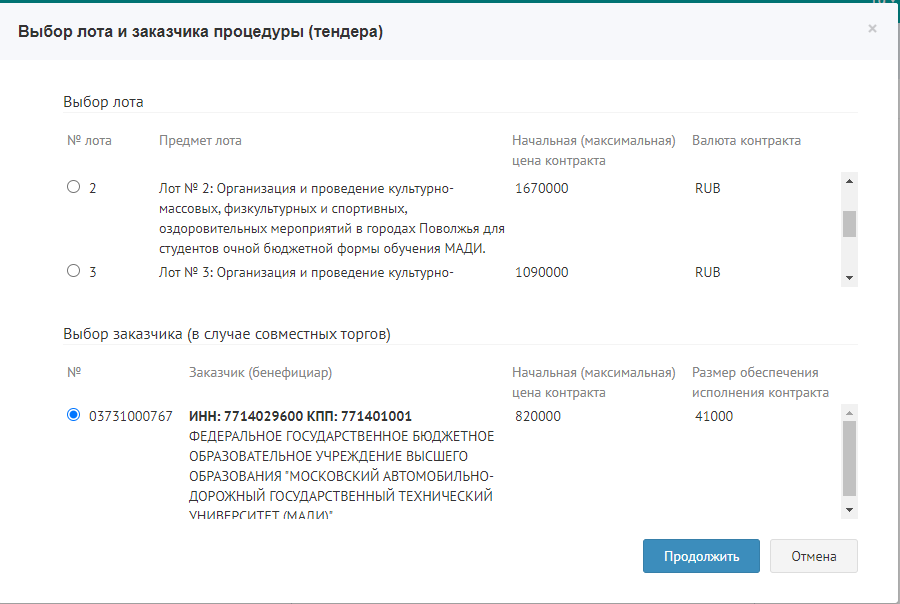 Выбор лота и заказчика процедуры (тендера)
×
Выбор лота
№ лота Предмет лота Начальная (максимальная) цена контракта Валюта контракта
2 Лот № 2: Организация и проведение культурно- 1670000 RUB
массовых, физкультурных и спортивных,
оздоровительных мероприятий в городах Поволжья для
студентов очной бюджетной формы обучения МАДИ.
3 Лот № 3: Организация и проведение культурно- 1090000 RUB
Выбор заказчика (в случае совместных торгов)
№ Заказчик (бенефициар) Начальная (максимальная) цена контракта Размер обеспечения исполнения контракта
03731000767 ИНН: 7714029600 КПП: 771401001 820000 41000
ФЕДЕРАЛЬНОЕ ГОСУДАРСТВЕННОЕ БЮДЖЕТНОЕ
ОБРАЗОВАТЕЛЬНОЕ УЧРЕЖДЕНИЕ ВЫСШЕГО
ОБРАЗОВАНИЯ "МОСКОВСКИЙ АВТОМОБИЛЬНО-
ДОРОЖНЫЙ ГОСУДАРСТВЕННЫЙ ТЕХНИЧЕСКИЙ
УНИВЕРСИТЕТ (МАДИ)"
Продолжить Отмена